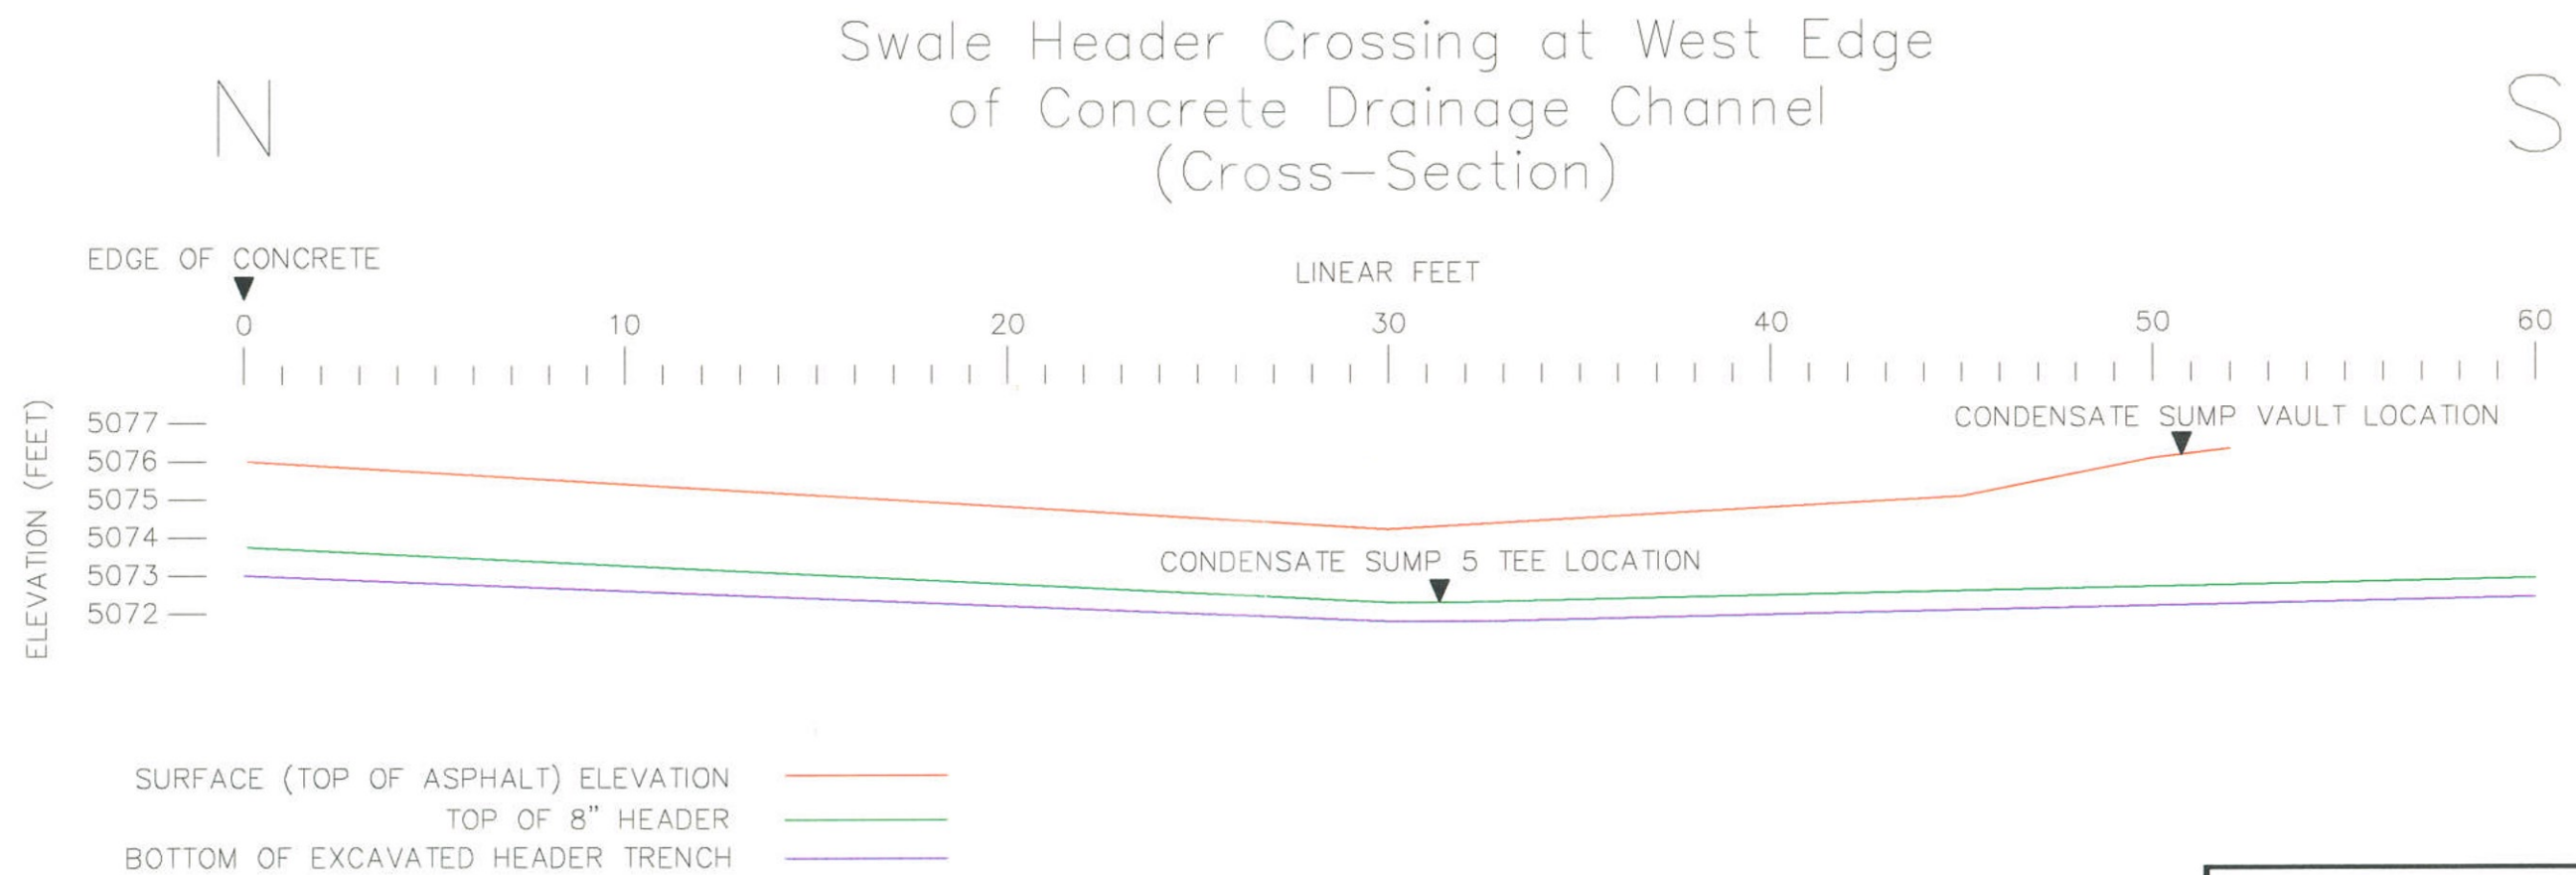 Swale Header Crossing at West Edge
of Concrete Drainage Channel
(Cross-Section)
N
S
EDGE OF CONCRETE
LINEAR FEET
0 10 20 30 40 50 60
ELEVATION (FEET)
5077
5076
5075
5074
5073
5072
CONDENSATE SUMP VAULT LOCATION
CONDENSATE SUMP 5 TEE LOCATION
SURFACE (TOP OF ASPHALT) ELEVATION
TOP OF 8" HEADER
BOTTOM OF EXCAVATED HEADER TRENCH